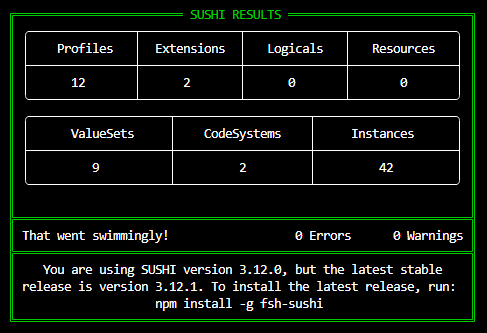 SUSHI RESULTS
Profiles Extensions Logicals Resources
12 2 0 0
ValueSets CodeSystems Instances
9 2 42
That went swimmingly! 0 Errors 0 Warnings
You are using SUSHI version 3.12.0, but the latest stable
release is version 3.12.1. To install the latest release, run:
npm install -g fsh-sushi